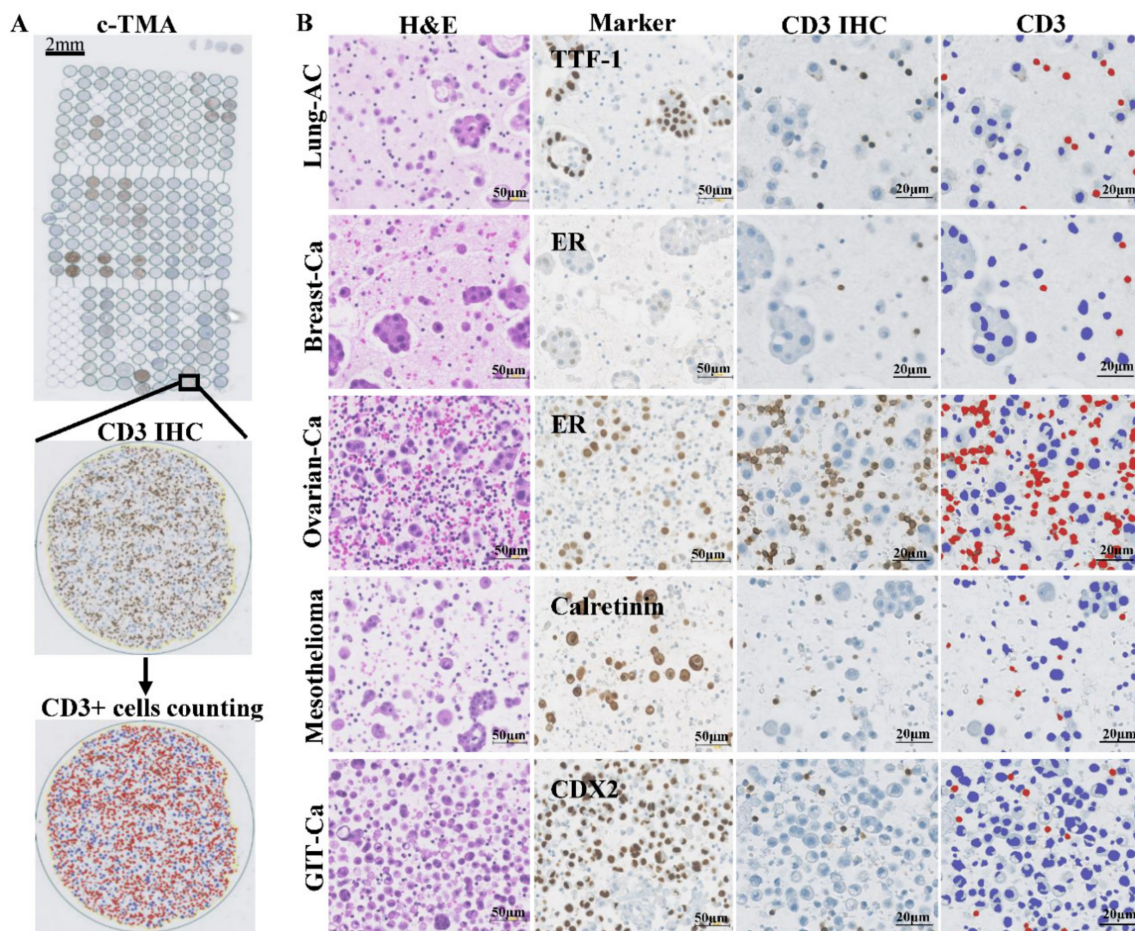 A
c-TMA
2mm
CD3 IHC
CD3+ cells counting
B
H&E Marker CD3 IHC CD3
Lung-AC
TTF-1
50µm 50µm 20µm 20µm
Breast-Ca
ER
50µm 50µm 20µm 20µm
Ovarian-Ca
ER
50µm 50µm 20µm 20µm
Mesothelioma
Calretinin
50µm 50µm 20µm 20µm
GIT-Ca
CDX2
50µm 50µm 20µm 20µm